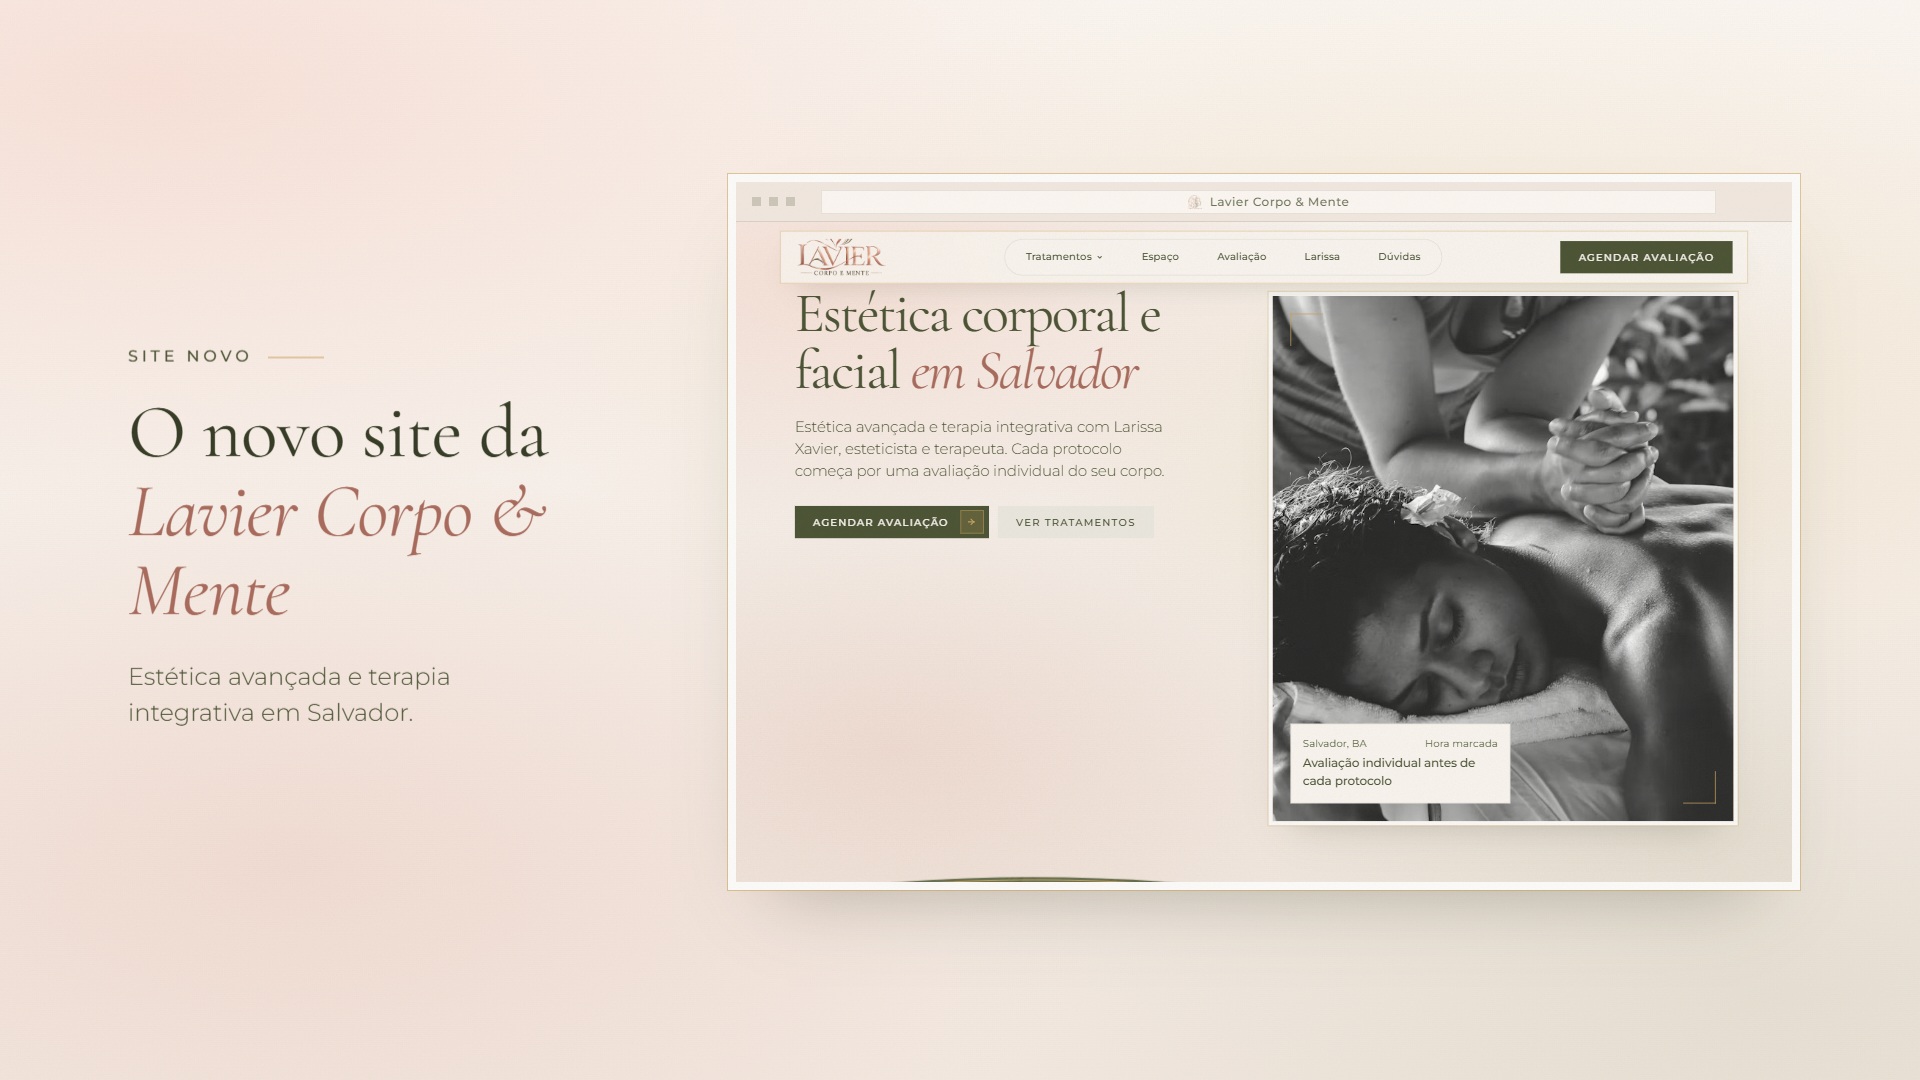 SITE NOVO
O novo site da
Lavier Corpo &
Mente
Estética avançada e terapia
integrativa em Salvador.
Lavier Corpo & Mente
LAVIER
CORPO E MENTE
Tratamentos
Espaço
Avaliação
Larissa
Dúvidas
AGENDAR AVALIAÇÃO
Estética corporal e
facial em Salvador
Estética avançada e terapia integrativa com Larissa
Xavier, esteticista e terapeuta. Cada protocolo
começa por uma avaliação individual do seu corpo.
AGENDAR AVALIAÇÃO
VER TRATAMENTOS
Salvador, BA
Hora marcada
Avaliação individual antes de
cada protocolo